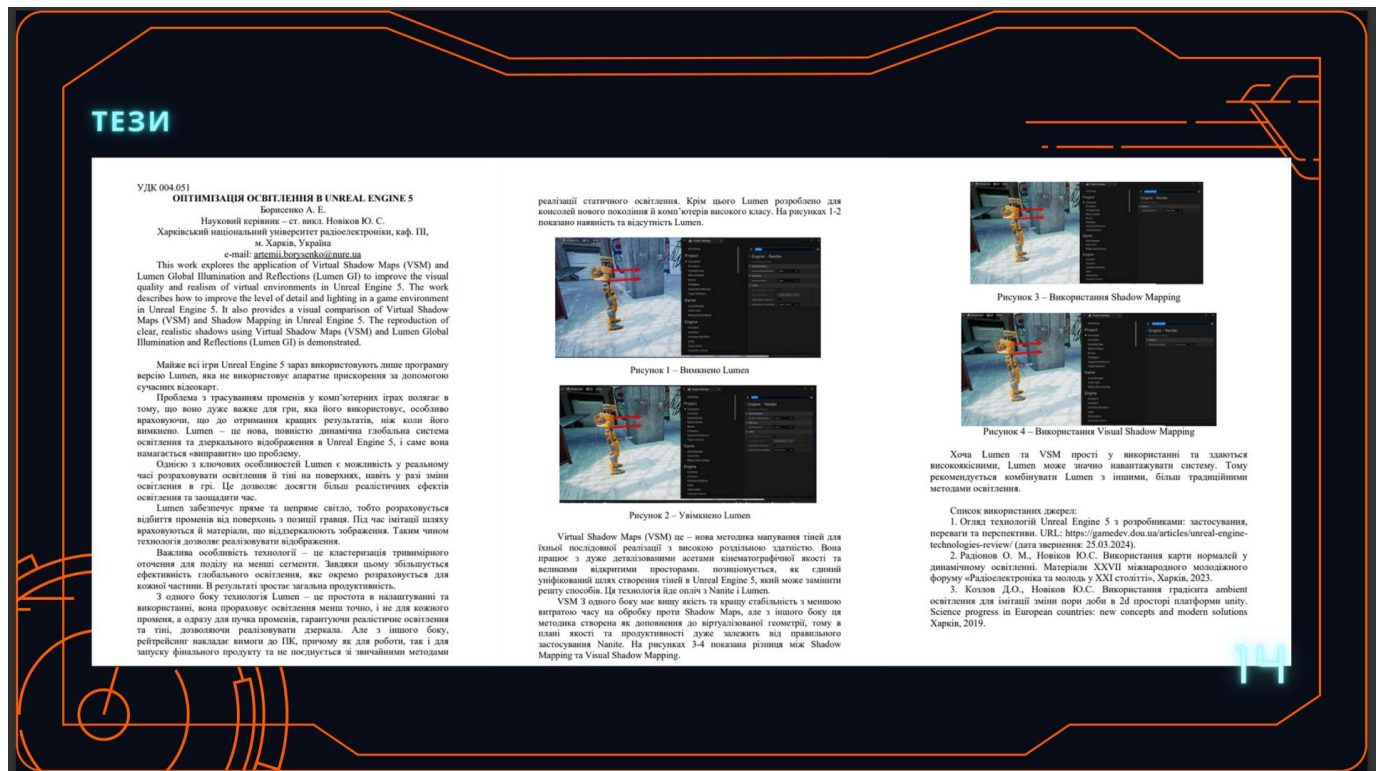 ТЕЗИ
УДК 004.051
ОПТИМІЗАЦІЯ ОСВІТЛЕННЯ В UNREAL ENGINE 5
Борисенко А. Е.
Науковий керівник – ст. викл. Новіков Ю. С.
Харківський національний університет радіоелектроніки, каф. ПІ,
м. Харків, Україна
e-mail: artemii.borysenko@nure.ua
This work explores the application of Virtual Shadow Maps (VSM) and
Lumen Global Illumination and Reflections (Lumen GI) to improve the visual
quality and realism of virtual environments in Unreal Engine 5. The work
describes how to improve the level of detail and lighting in a game environment
in Unreal Engine 5. It also provides a visual comparison of Virtual Shadow
Maps (VSM) and Shadow Mapping in Unreal Engine 5. The reproduction of
clear, realistic shadows using Virtual Shadow Maps (VSM) and Lumen Global
Illumination and Reflections (Lumen GI) is demonstrated.
Майже всі ігри Unreal Engine 5 зараз використовують лише програмну
версію Lumen, яка не використовує апаратне прискорення за допомогою
сучасних відеокарт.
Проблема з трасуванням променів у комп’ютерних іграх полягає в
тому, що воно дуже важке для гри, яка його використовує, особливо
враховуючи, що до отримання кращих результатів, ніж коли його
вимкнено. Lumen – це нова, повністю динамічна глобальна система
освітлення та дзеркального відображення в Unreal Engine 5, і саме вона
намагається «виправити» цю проблему.
Однією з ключових особливостей Lumen є можливість у реальному
часі розраховувати освітлення й тіні на поверхнях, навіть у разі зміни
освітлення в грі. Це дозволяє досягти більш реалістичних ефектів
освітлення та заощадити час.
Lumen забезпечує пряме та непряме світло, тобто розраховується
відбиття променів від поверхонь з позиції гравця. Під час імітації шляху
враховуються й матеріали, що віддзеркалюють зображення. Таким чином
технологія дозволяє реалізовувати відображення.
Важлива особливість технології – це кластеризація тривимірного
оточення для поділу на менші сегменти. Завдяки цьому збільшується
ефективність глобального освітлення, яке окремо розраховується для
кожної частини. В результаті зростає загальна продуктивність.
З одного боку технологія Lumen – це простота в налаштуванні та
використанні, вона прораховує освітлення менш точно, і не для кожного
променя, а одразу для пучка променів, гарантуючи реалістичне освітлення
та тіні, дозволяючи реалізовувати дзеркала. Але з іншого боку,
рейтрейсинг накладає вимоги до ПК, причому як для роботи, так і для
запуску фінального продукту та не поєднується зі звичайними методами
реалізації статичного освітлення. Крім цього Lumen розроблено для
консолей нового покоління й комп’ютерів високого класу. На рисунках 1-2
показано наявність та відсутність Lumen.
Рисунок 1 – Вимкнено Lumen
Рисунок 2 – Увімкнено Lumen
Virtual Shadow Maps (VSM) це – нова методика мапування тіней для
їхньої послідовної реалізації з високою роздільною здатністю. Вона
працює з дуже деталізованими асетами кінематографічної якості та
великими відкритими просторами. позиціонується, як єдиний
уніфікований шлях створення тіней в Unreal Engine 5, який може замінити
решту способів. Ця технологія йде опліч з Nanite і Lumen.
VSM З одного боку має вищу якість та кращу стабільність з меншою
витратою часу на обробку проти Shadow Maps, але з іншого боку ця
методика створена як доповнення до віртуалізованої геометрії, тому в
плані якості та продуктивності дуже залежить від правильного
застосування Nanite. На рисунках 3-4 показана різниця між Shadow
Mapping та Visual Shadow Mapping.
Рисунок 3 – Використання Shadow Mapping
Рисунок 4 – Використання Visual Shadow Mapping
Хоча Lumen та VSM прості у використанні та здаються
високоякісними, Lumen може значно навантажувати систему. Тому
рекомендується комбінувати Lumen з іншими, більш традиційними
методами освітлення.
Список використаних джерел:
1. Огляд технологій Unreal Engine 5 з розробниками: застосування,
переваги та перспективи. URL: https://gamedev.dou.ua/articles/unreal-engine-
technologies-review/ (дата звернення: 25.03.2024).
2. Радіонов О. М., Новіков Ю. С. Використання карти нормалей у
динамічному освітленні. Матеріали XXVII міжнародного молодіжного
форуму «Радіоелектроніка та молодь у XXI столітті», Харків, 2023.
3. Козлов Д.О., Новіков Ю.С. Використання градієнта ambient
освітлення для імітації зміни пори доби в 2d просторі платформи unity.
Science progress in European countries: new concepts and modern solutions
Харків, 2019.
14